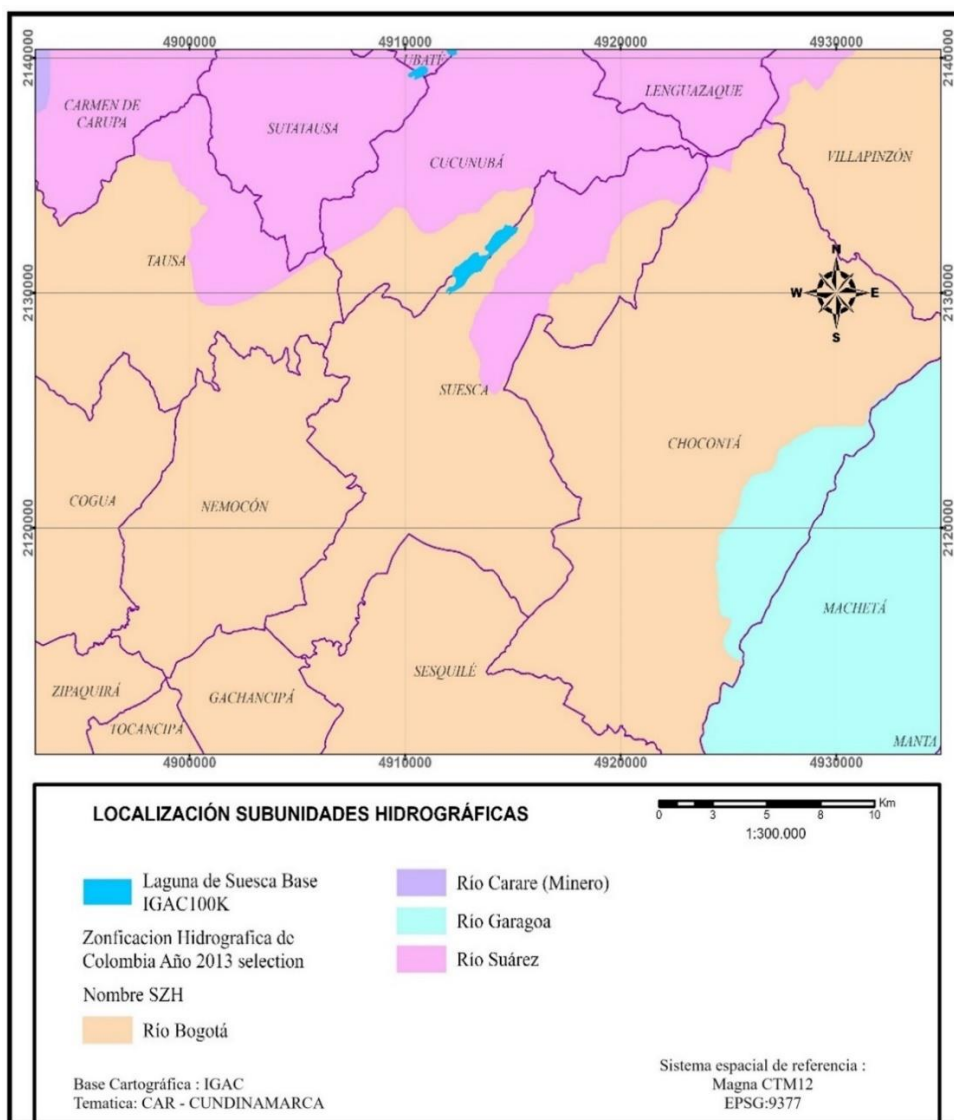 4900000 4910000 4920000 4930000
2140000 2140000
UBATÉ
CARMEN DE
CARUPA
LENGUAZAQUE
SUTATAUSA
CUCUNUBÁ
VILLAPINZÓN
TAUSA
N
W E
S
2130000 2130000
SUESCA
CHOCONTÁ
COGUA
NEMOCÓN
2120000 2120000
MACHETÁ
ZIPAQUIRÁ
GACHANCIPÁ
SESQUILÉ
TOCANCIPÁ
MANTA
4900000 4910000 4920000 4930000
LOCALIZACIÓN SUBUNIDADES HIDROGRÁFICAS
0 3 5 8 10 Km
1:300.000
Laguna de Suesca Base
IGAC100K
Zonficacion Hidrografica de
Colombia Año 2013 selection
Nombre SZH
Río Bogotá
Río Carare (Minero)
Río Garagoa
Río Suárez
Base Cartográfica : IGAC
Tematica: CAR - CUNDINAMARCA
Sistema espacial de referencia :
Magna CTM12
EPSG:9377